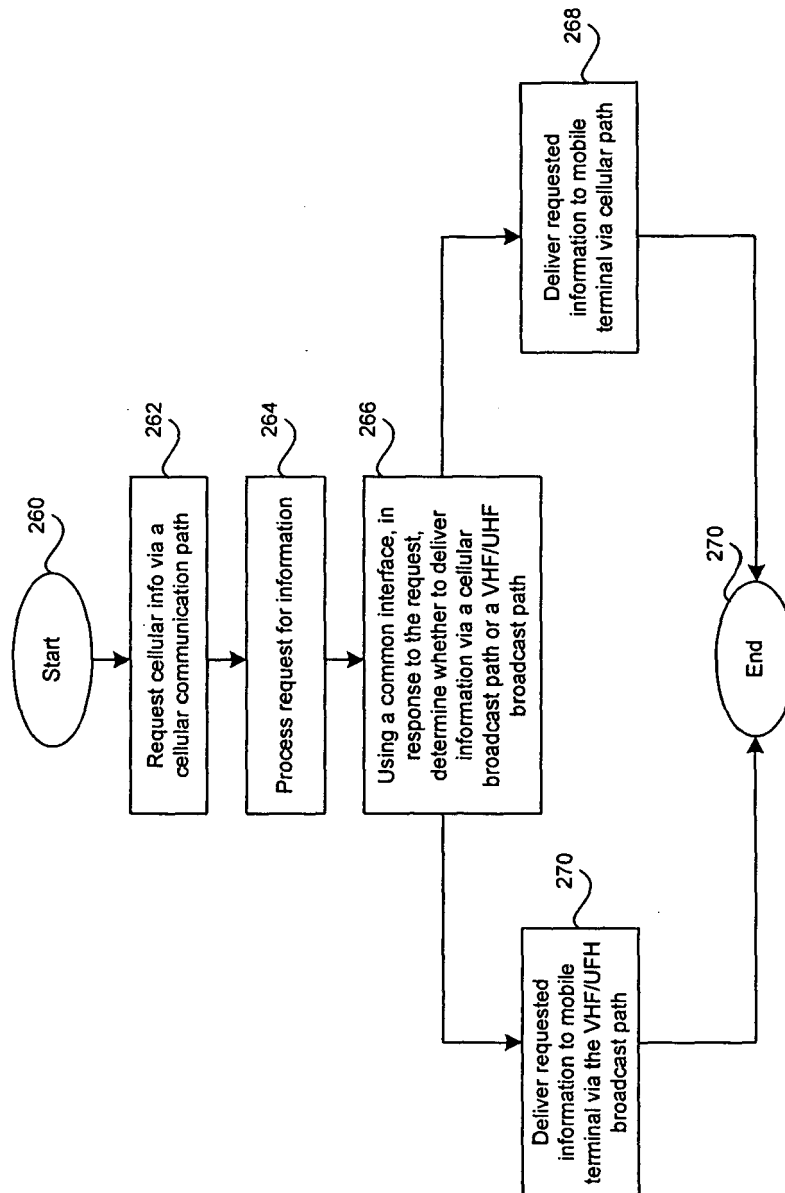 260
Start
262
Request cellular info via a
cellular communication path
264
Process request for information
266
Using a common interface, in
response to the request,
determine whether to deliver
information via a cellular
broadcast path or a VHF/UHF
broadcast path
270
Deliver requested
information to mobile
terminal via the VHF/UFH
broadcast path
268
Deliver requested
information to mobile
terminal via cellular path
270
End